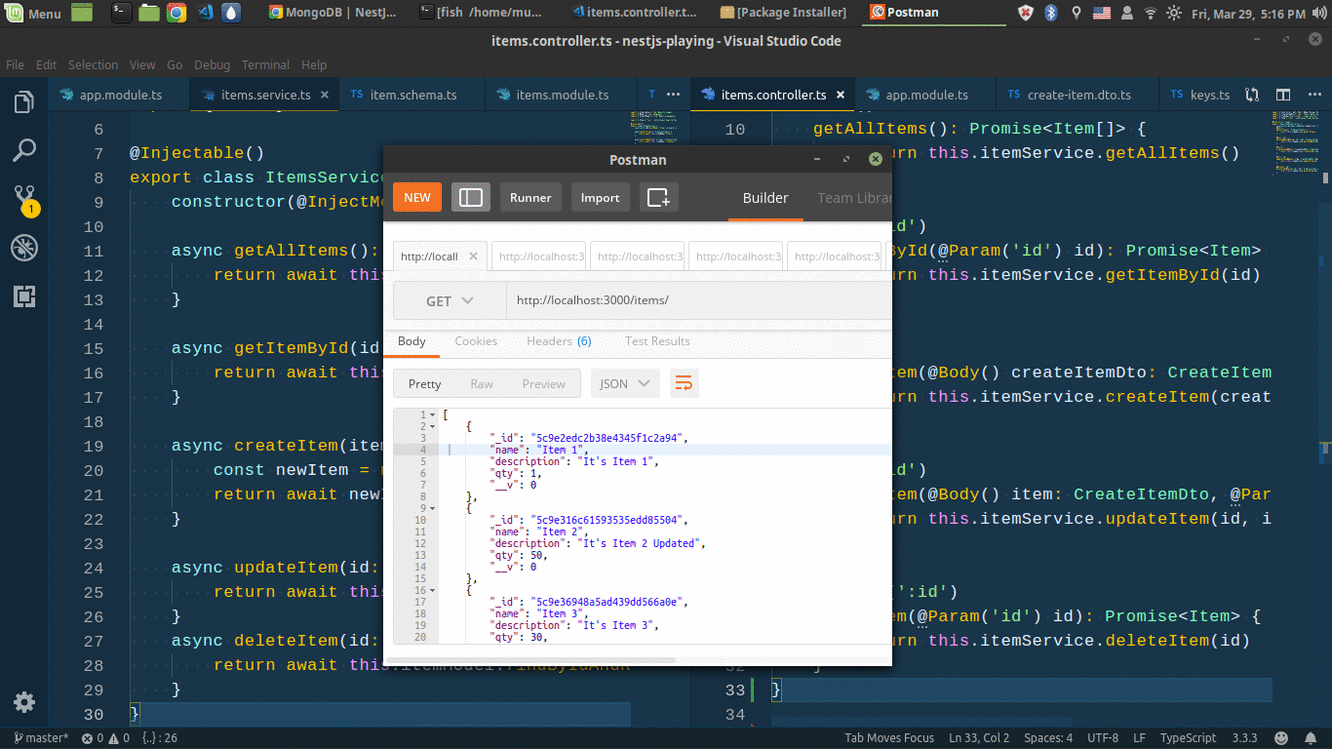 Menu
MongoDB | NestJ...
[fish /home/mu...
items.controller.t...
[Package Installer]
Postman
Fri, Mar 29, 5:16 PM
items.controller.ts - nestjs-playing - Visual Studio Code
File Edit Selection View Go Debug Terminal Help
app.module.ts
items.service.ts ×
TS item.schema.ts
items.module.ts
T ...
items.controller.ts ×
app.module.ts
TS create-item.dto.ts
TS keys.ts
...
1
6
7 @Injectable()
8 export class ItemsService
9 constructor(@InjectM
10
11 async getAllItems():
12 return await this
13 }
14
15 async getItemById(id
16 return await this
17 }
18
19 async createItem(item
20 const newItem =
21 return await new
22 }
23
24 async updateItem(id:
25 return await this
26 }
27 async deleteItem(id:
28 return await this.itemModel.findByIdAndR
29 }
30 }
Postman
NEW
Runner
Import
Builder
Team Librar
http://locall ×
http://localhost:3
http://localhost:3
http://localhost:3
http://localhost:3
GET
http://localhost:3000/items/
Body
Cookies
Headers (6)
Test Results
Pretty
Raw
Preview
JSON
1 [
2 {
3 "_id": "5c9e2edc2b38e4345f1c2a94",
4 "name": "Item 1",
5 "description": "It's Item 1",
6 "qty": 1,
7 "__v": 0
8 },
9 {
10 "_id": "5c9e316c61593535edd85504",
11 "name": "Item 2",
12 "description": "It's Item 2 Updated",
13 "qty": 50,
14 "__v": 0
15 },
16 {
17 "_id": "5c9e36948a5ad439dd566a0e",
18 "name": "Item 3",
19 "description": "It's Item 3",
20 "qty": 30,
10 getAllItems(): Promise<Item[]> {
rn this.itemService.getAllItems()
d')
ById(@Param('id') id): Promise<Item>
rn this.itemService.getItemById(id)
em(@Body() createItemDto: CreateItem
rn this.itemService.createItem(creat
d')
em(@Body() item: CreateItemDto, @Par
rn this.itemService.updateItem(id, i
':id')
em(@Param('id') id): Promise<Item> {
rn this.itemService.deleteItem(id)
32 }
33 }
34
master*
0 0
{..} : 26
Tab Moves Focus
Ln 33, Col 2
Spaces: 4
UTF-8
LF
TypeScript
3.3.3